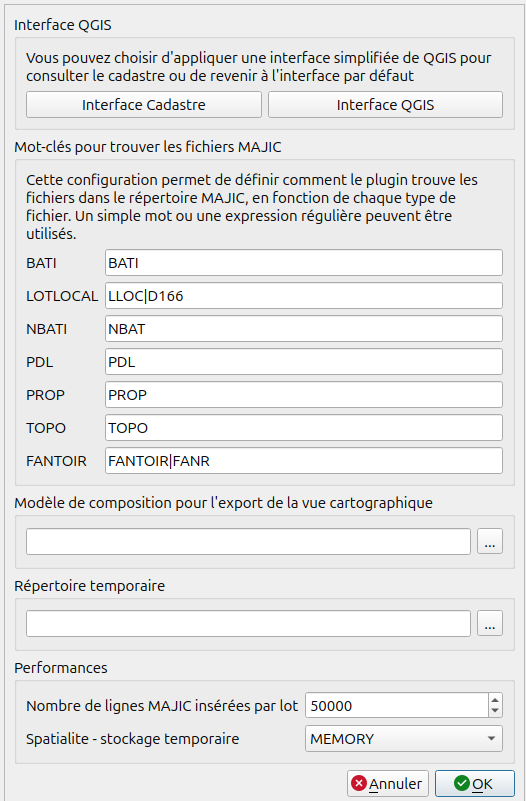 Interface QGIS
Vous pouvez choisir d'appliquer une interface simplifiée de QGIS pour
consulter le cadastre ou de revenir à l'interface par défaut
Interface Cadastre
Interface QGIS
Mot-clés pour trouver les fichiers MAJIC
Cette configuration permet de définir comment le plugin trouve les
fichiers dans le répertoire MAJIC, en fonction de chaque type de
fichier. Un simple mot ou une expression régulière peuvent être
utilisés.
BATI BATI
LOTLOCAL LLOC|D166
NBATI NBAT
PDL PDL
PROP PROP
TOPO TOPO
FANTOIR FANTOIR|FANR
Modèle de composition pour l'export de la vue cartographique
...
Répertoire temporaire
...
Performances
Nombre de lignes MAJIC insérées par lot 50000
Spatialite - stockage temporaire MEMORY
Annuler OK